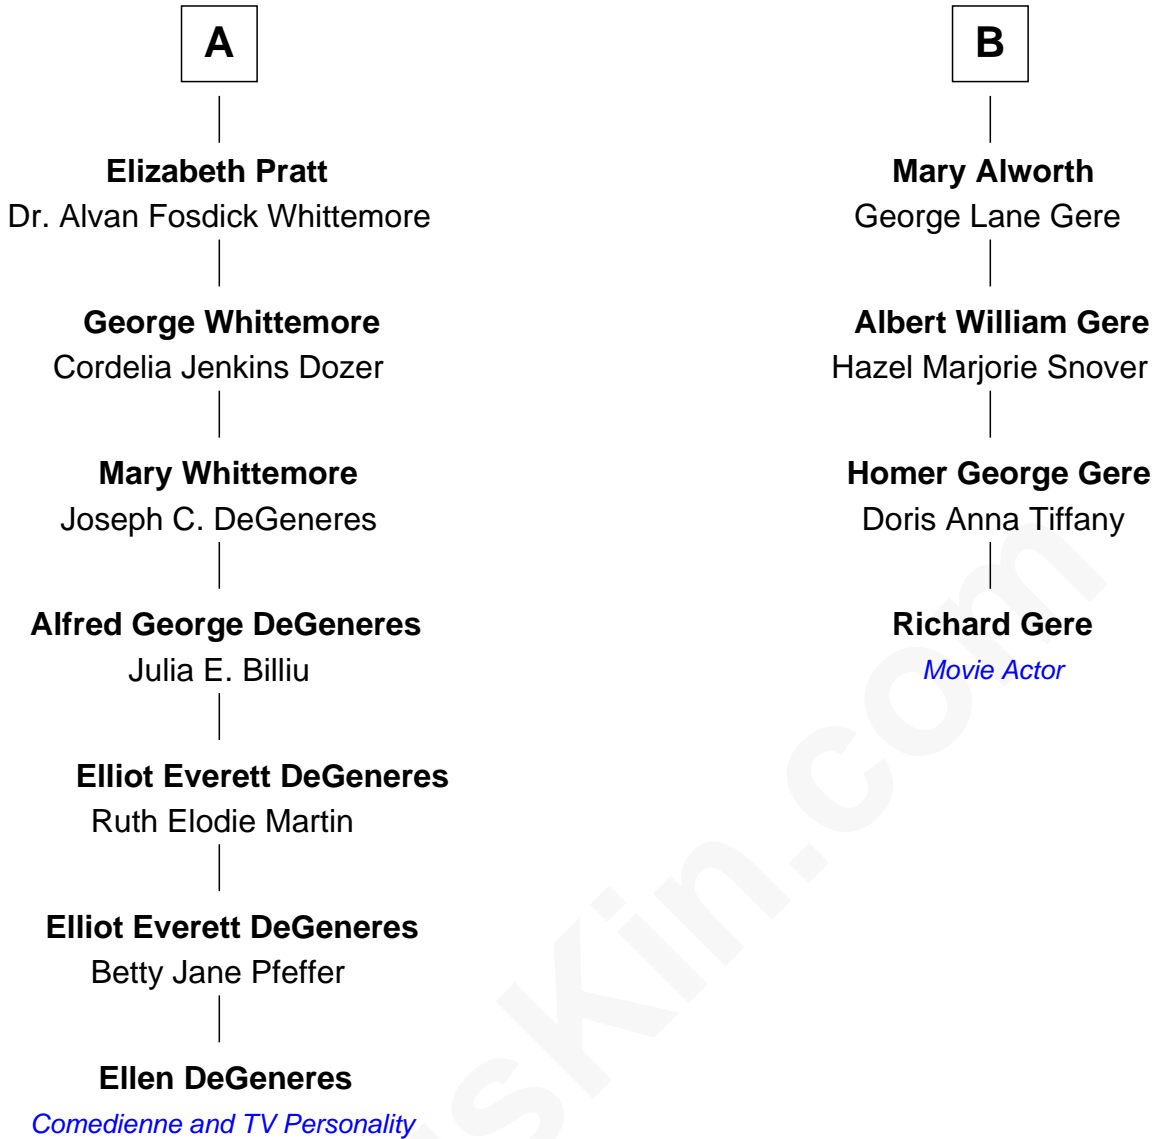 A
Elizabeth Pratt
Dr. Alvan Fosdick Whittemore
George Whittemore
Cordelia Jenkins Dozer
Mary Whittemore
Joseph C. DeGeneres
Alfred George DeGeneres
Julia E. Billiu
Elliot Everett DeGeneres
Ruth Elodie Martin
Elliot Everett DeGeneres
Betty Jane Pfeffer
Ellen DeGeneres
Comedienne and TV Personality
B
Mary Alworth
George Lane Gere
Albert William Gere
Hazel Marjorie Snover
Homer George Gere
Doris Anna Tiffany
Richard Gere
Movie Actor
sKin.com